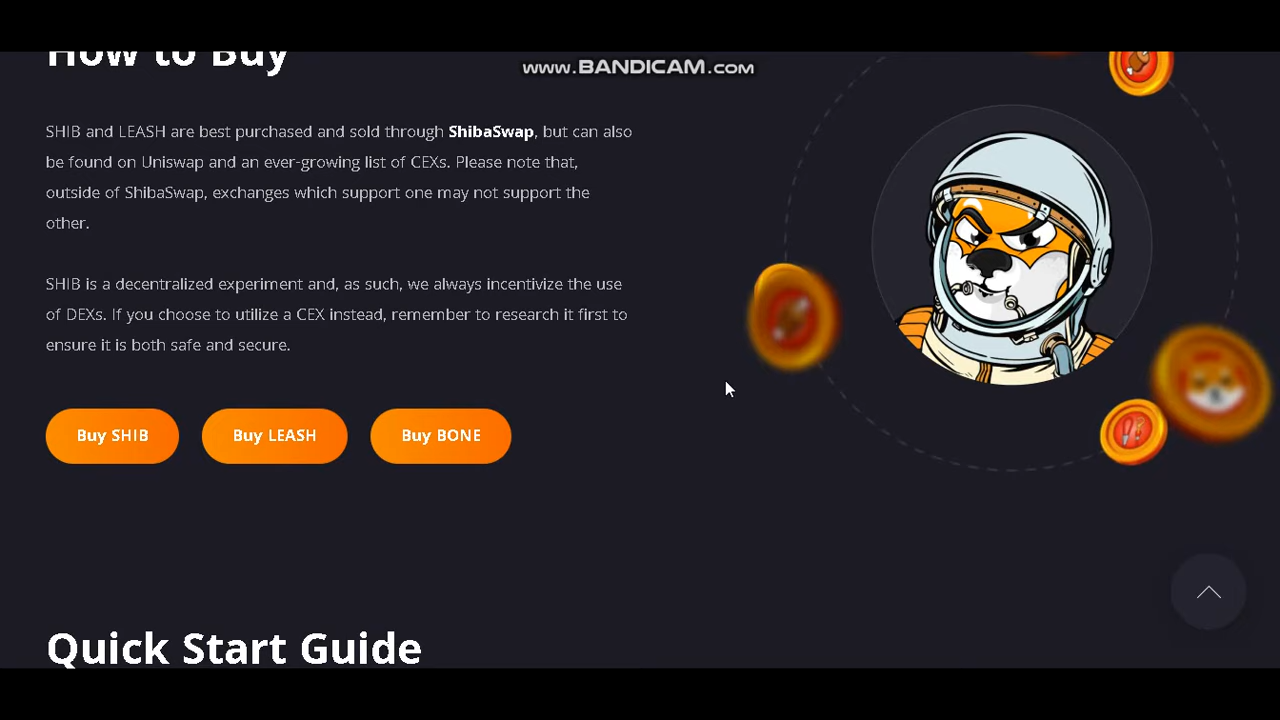 How to Buy
www.BANDICAM.com
SHIB and LEASH are best purchased and sold through ShibaSwap, but can also
be found on Uniswap and an ever-growing list of CEXs. Please note that,
outside of ShibaSwap, exchanges which support one may not support the
other.
SHIB is a decentralized experiment and, as such, we always incentivize the use
of DEXs. If you choose to utilize a CEX instead, remember to research it first to
ensure it is both safe and secure.
Buy SHIB
Buy LEASH
Buy BONE
Quick Start Guide